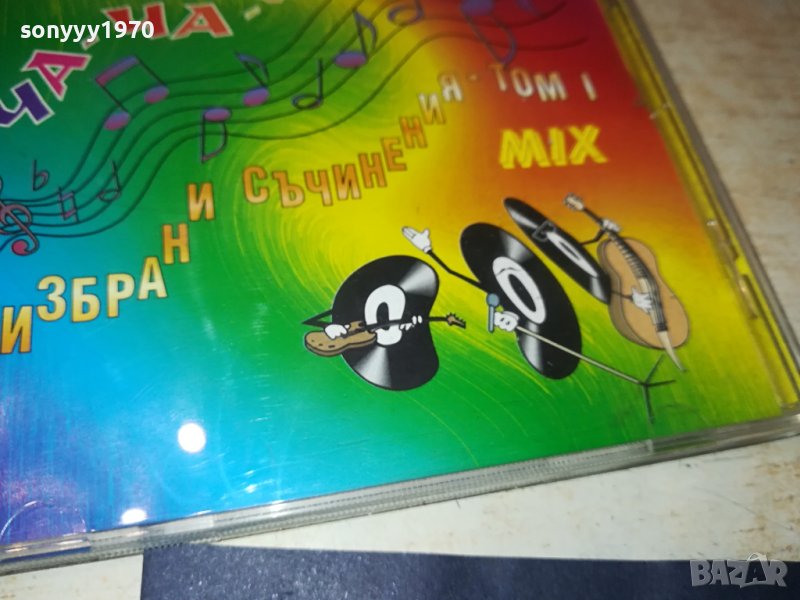 sonyyy1970
ЧА-ЧА-
ИЗБРАНИ СЪЧИНЕНИЯ - ТОМ I
MIX
BAZAR